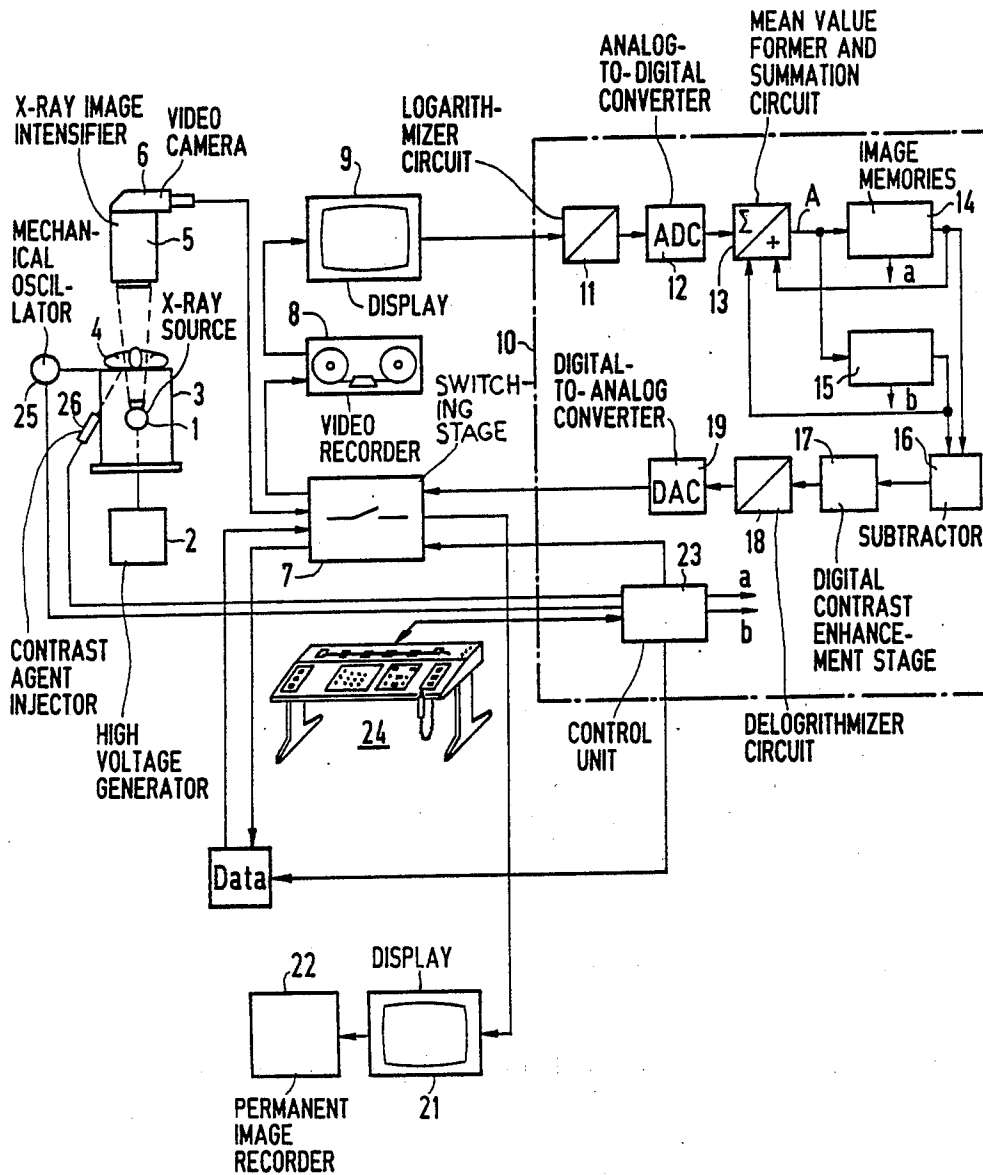 MEAN VALUE
FORMER AND
SUMMATION
CIRCUIT
ANALOG-
TO-DIGITAL
CONVERTER
LOGARITH-
MIZER
CIRCUIT
X-RAY IMAGE
INTENSIFIER
VIDEO
CAMERA
6
5
9
DISPLAY
11
ADC
12
Σ
+
13
A
IMAGE
MEMORIES
14
a
MECHAN-
ICAL
OSCIL-
LATOR
X-RAY
SOURCE
4
25
26
3
1
8
VIDEO
RECORDER
10
DIGITAL-
TO-ANALOG
CONVERTER
15
b
SWITCH-
ING
STAGE
19
DAC
18
17
16
SUBTRACTOR
2
7
23
a
b
DIGITAL
CONTRAST
ENHANCE-
MENT STAGE
CONTRAST
AGENT
INJECTOR
HIGH
VOLTAGE
GENERATOR
24
CONTROL
UNIT
DELOGRITHMIZER
CIRCUIT
Data
22
DISPLAY
21
PERMANENT
IMAGE
RECORDER